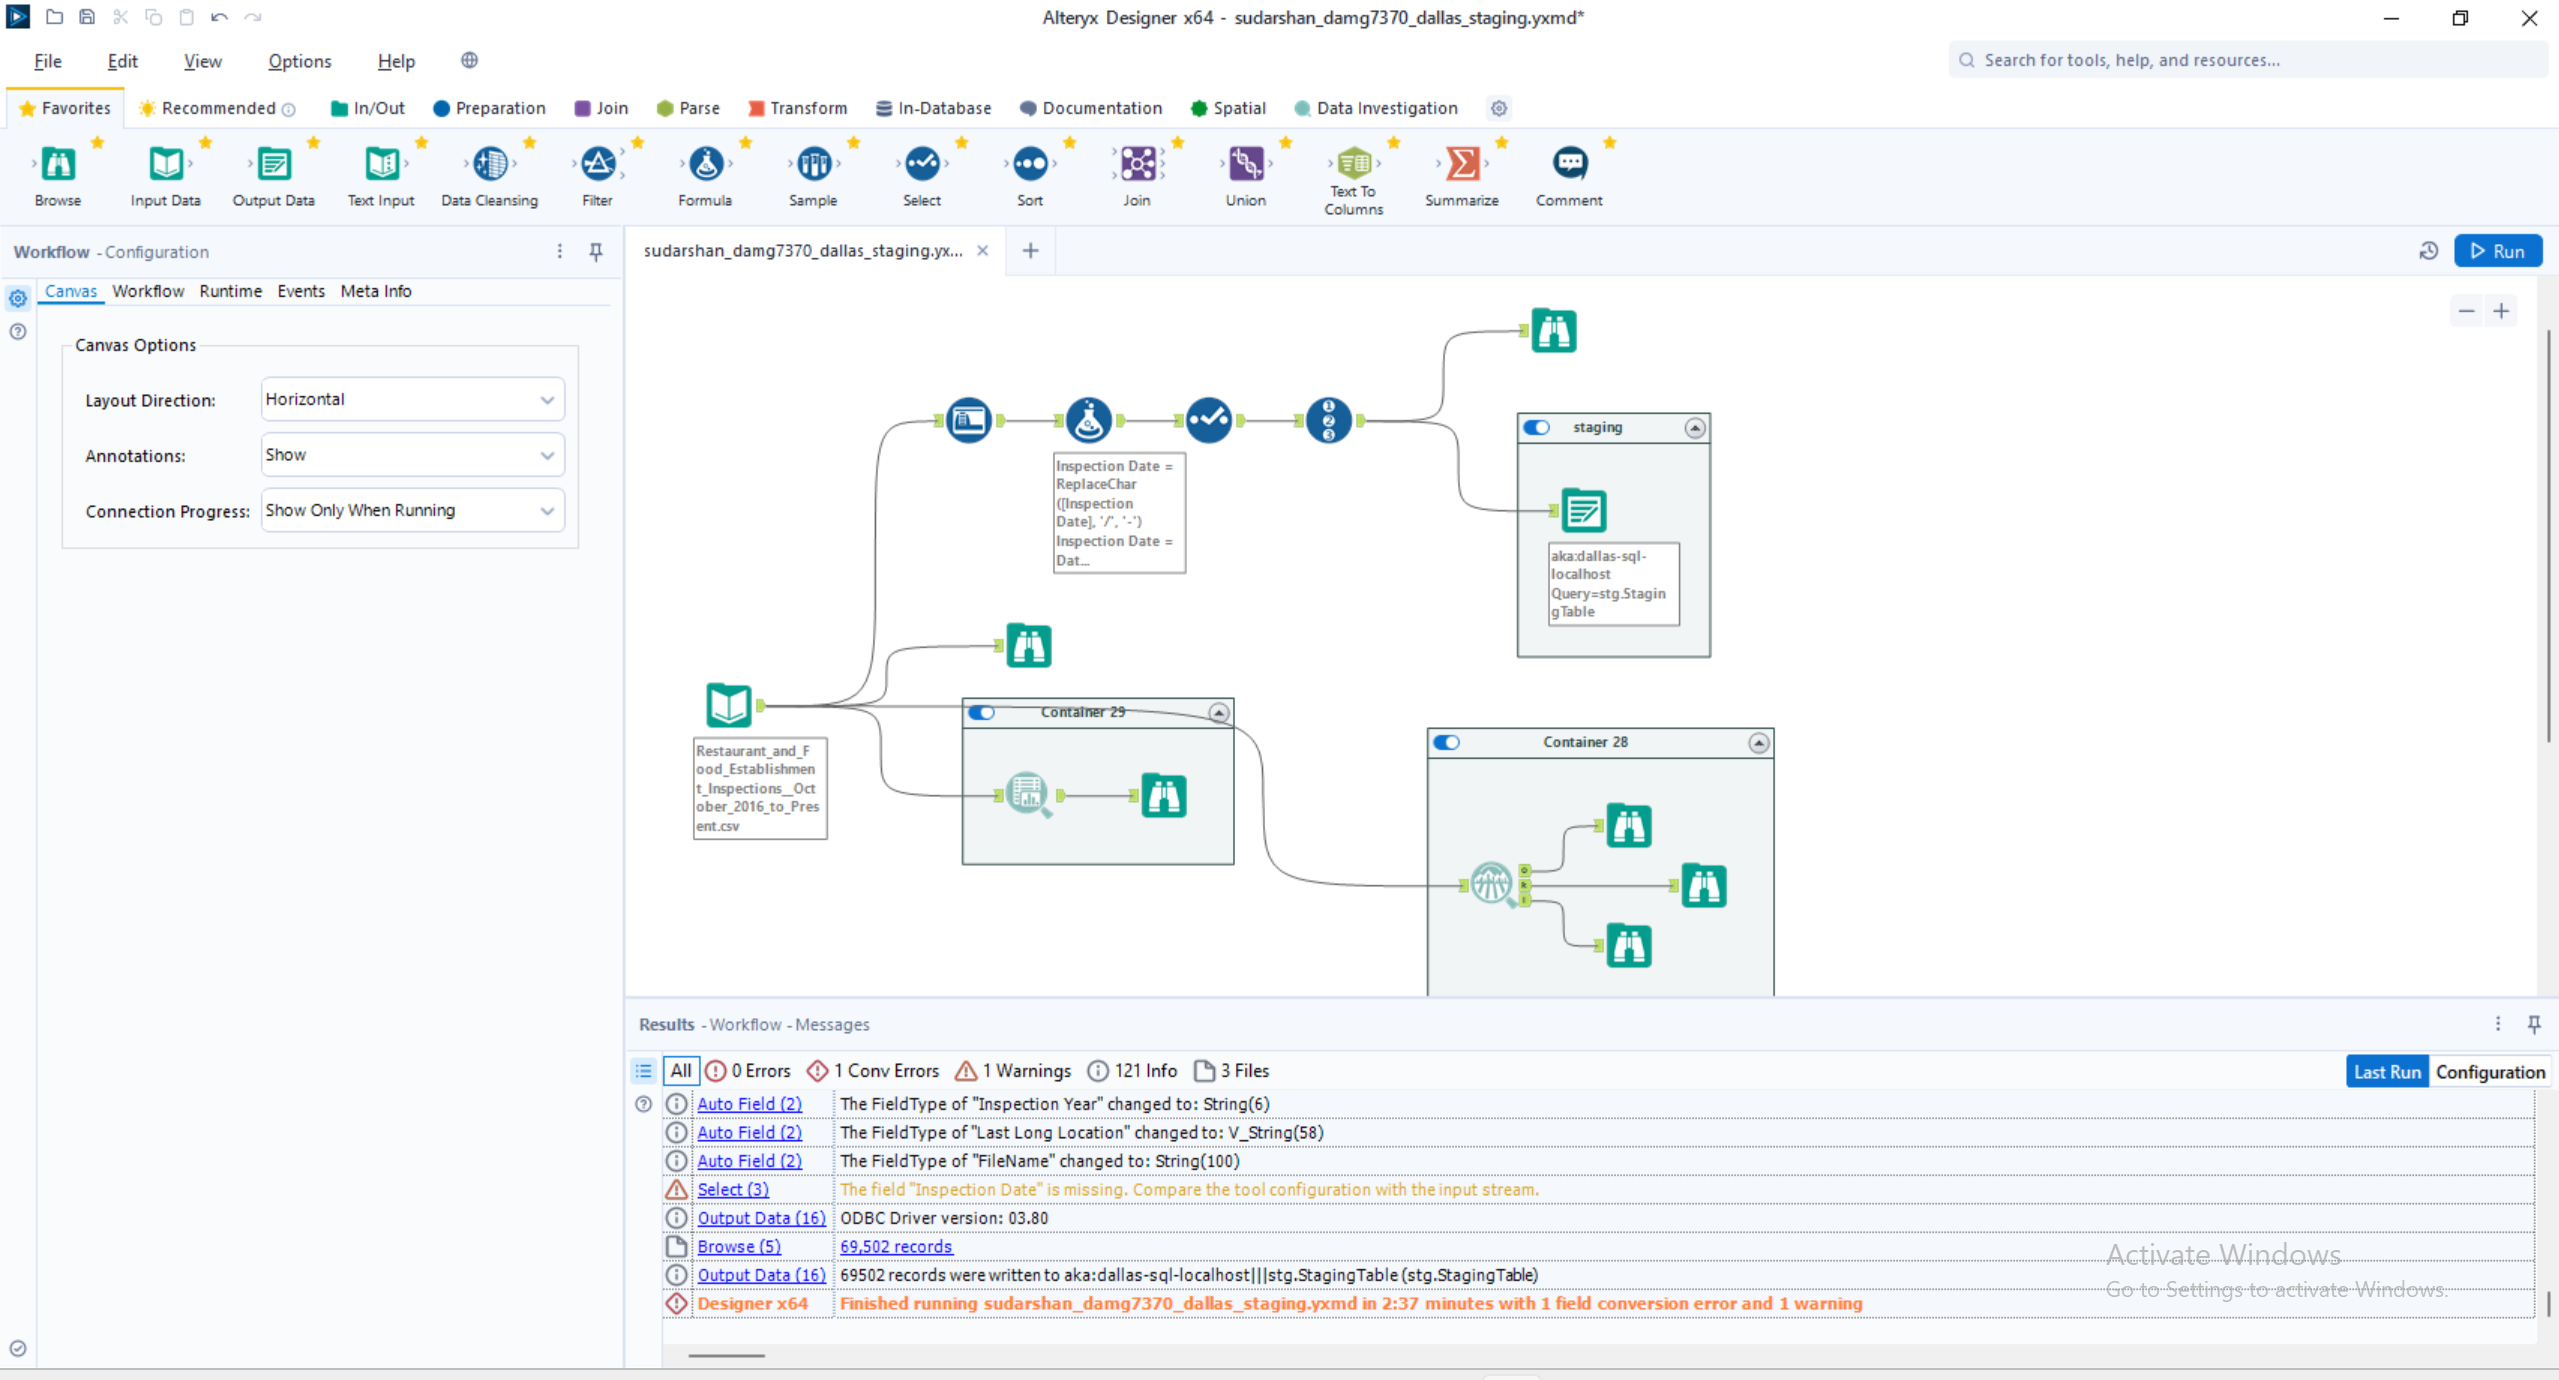 Alteryx Designer x64 - sudarshan_damg7370_dallas_staging.yxmd*
File Edit View Options Help
Search for tools, help, and resources...
Favorites Recommended In/Out Preparation Join Parse Transform In-Database Documentation Spatial Data Investigation
Browse Input Data Output Data Text Input Data Cleansing Filter Formula Sample Select Sort Join Union Text To Columns Summarize Comment
Workflow - Configuration
sudarshan_damg7370_dallas_staging.yx...
Run
Canvas Workflow Runtime Events Meta Info
Canvas Options
Layout Direction: Horizontal
Annotations: Show
Connection Progress: Show Only When Running
1
2
3
Inspection Date =
ReplaceChar
([Inspection
Date], '/', '-')
Inspection Date =
Dat...
staging
aka:dallas-sql-
localhost
Query=stg.Stagin
gTable
Restaurant_and_F
ood_Establishmen
t_Inspections__Oct
ober_2016_to_Pres
ent.csv
Container 29
Container 28
O
R
I
Results - Workflow - Messages
All 0 Errors 1 Conv Errors 1 Warnings 121 Info 3 Files
Last Run Configuration
Auto Field (2) The FieldType of "Inspection Year" changed to: String(6)
Auto Field (2) The FieldType of "Last Long Location" changed to: V_String(58)
Auto Field (2) The FieldType of "FileName" changed to: String(100)
Select (3) The field "Inspection Date" is missing. Compare the tool configuration with the input stream.
Output Data (16) ODBC Driver version: 03.80
Browse (5) 69,502 records
Output Data (16) 69502 records were written to aka:dallas-sql-localhost|||stg.StagingTable (stg.StagingTable)
Designer x64 Finished running sudarshan_damg7370_dallas_staging.yxmd in 2:37 minutes with 1 field conversion error and 1 warning
Activate Windows
Go to Settings to activate Windows.